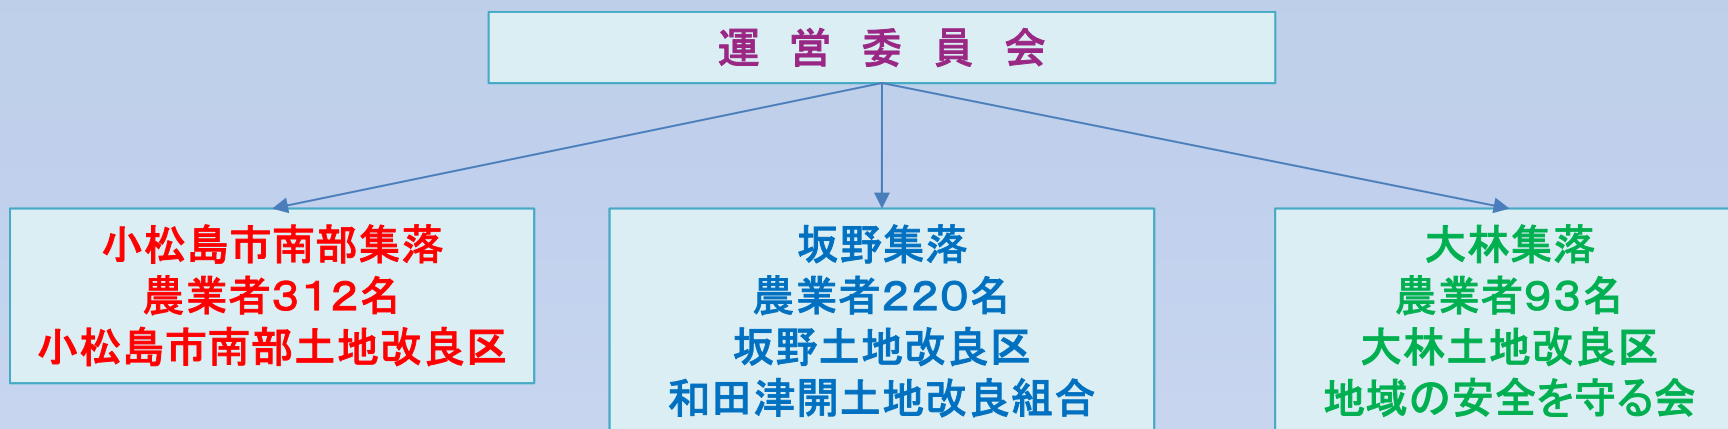 運営委員会
小松島市南部集落
農業者312名
小松島市南部土地改良区
坂野集落
農業者220名
坂野土地改良区
和田津開土地改良組合
大林集落
農業者93名
大林土地改良区
地域の安全を守る会